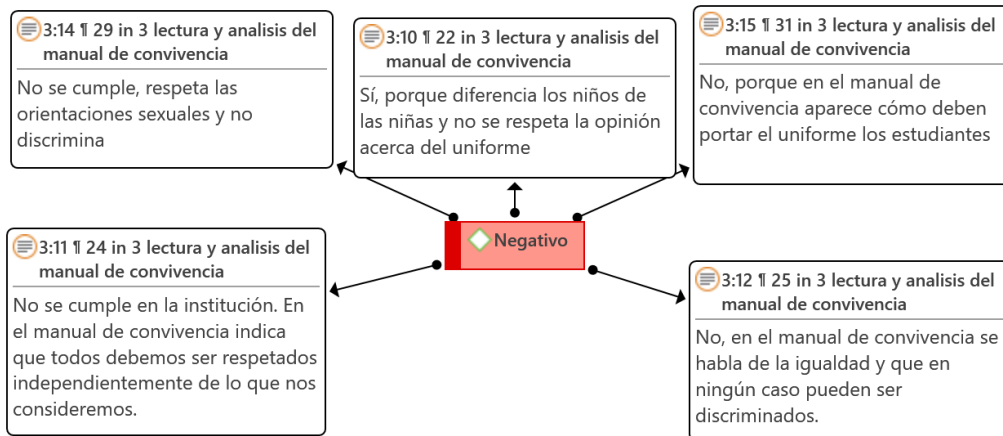 3:14 ¶ 29 in 3 lectura y analisis del
manual de convivencia
No se cumple, respeta las
orientaciones sexuales y no
discrimina
3:10 ¶ 22 in 3 lectura y analisis del
manual de convivencia
Sí, porque diferencia los niños de
las niñas y no se respeta la opinión
acerca del uniforme
3:15 ¶ 31 in 3 lectura y analisis del
manual de convivencia
No, porque en el manual de
convivencia aparece cómo deben
portar el uniforme los estudiantes
Negativo
3:11 ¶ 24 in 3 lectura y analisis del
manual de convivencia
No se cumple en la institución. En
el manual de convivencia indica
que todos debemos ser respetados
independientemente de lo que nos
consideremos.
3:12 ¶ 25 in 3 lectura y analisis del
manual de convivencia
No, en el manual de convivencia se
habla de la igualdad y que en
ningún caso pueden ser
discriminados.